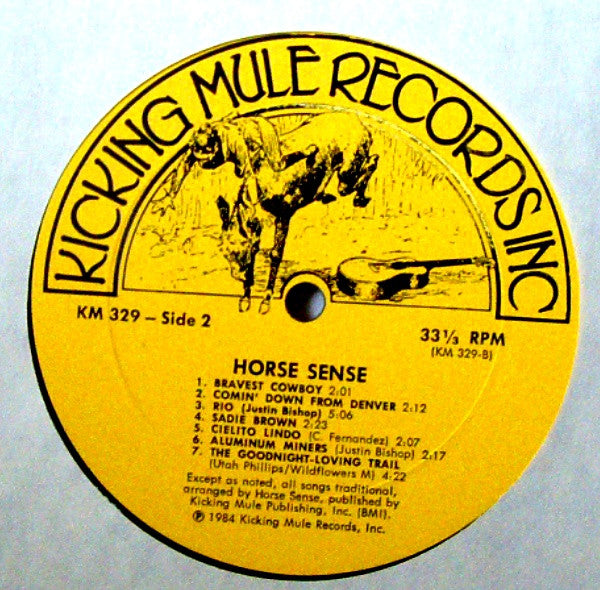 KICKING MULE RECORDS INC
KM 329 – Side 2
33 1/3 RPM
(KM 329-B)
HORSE SENSE
1. BRAVEST COWBOY 2:01
2. COMIN' DOWN FROM DENVER 2:12
3. RIO (Justin Bishop) 5:06
4. SADIE BROWN 2:23
5. CIELITO LINDO (C. Fernandez) 2:07
6. ALUMINUM MINERS (Justin Bishop) 2:17
7. THE GOODNIGHT-LOVING TRAIL
(Utah Phillips/Wildflowers M) 4:22
Except as noted, all songs traditional,
arranged by Horse Sense, published by
Kicking Mule Publishing, Inc. (BMI).
℗ 1984 Kicking Mule Records, Inc.